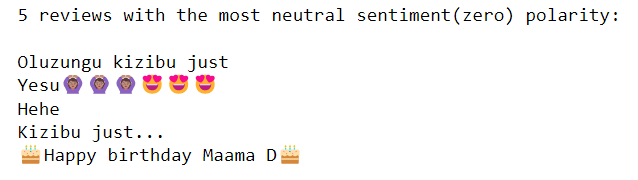 5 reviews with the most neutral sentiment(zero) polarity:
Oluzungu kizibu just
Yesu🙆🏽‍♀️🙆🏽‍♀️🙆🏽‍♀️😍😍😍
Hehe
Kizibu just...
🎂Happy birthday Maama D🎂